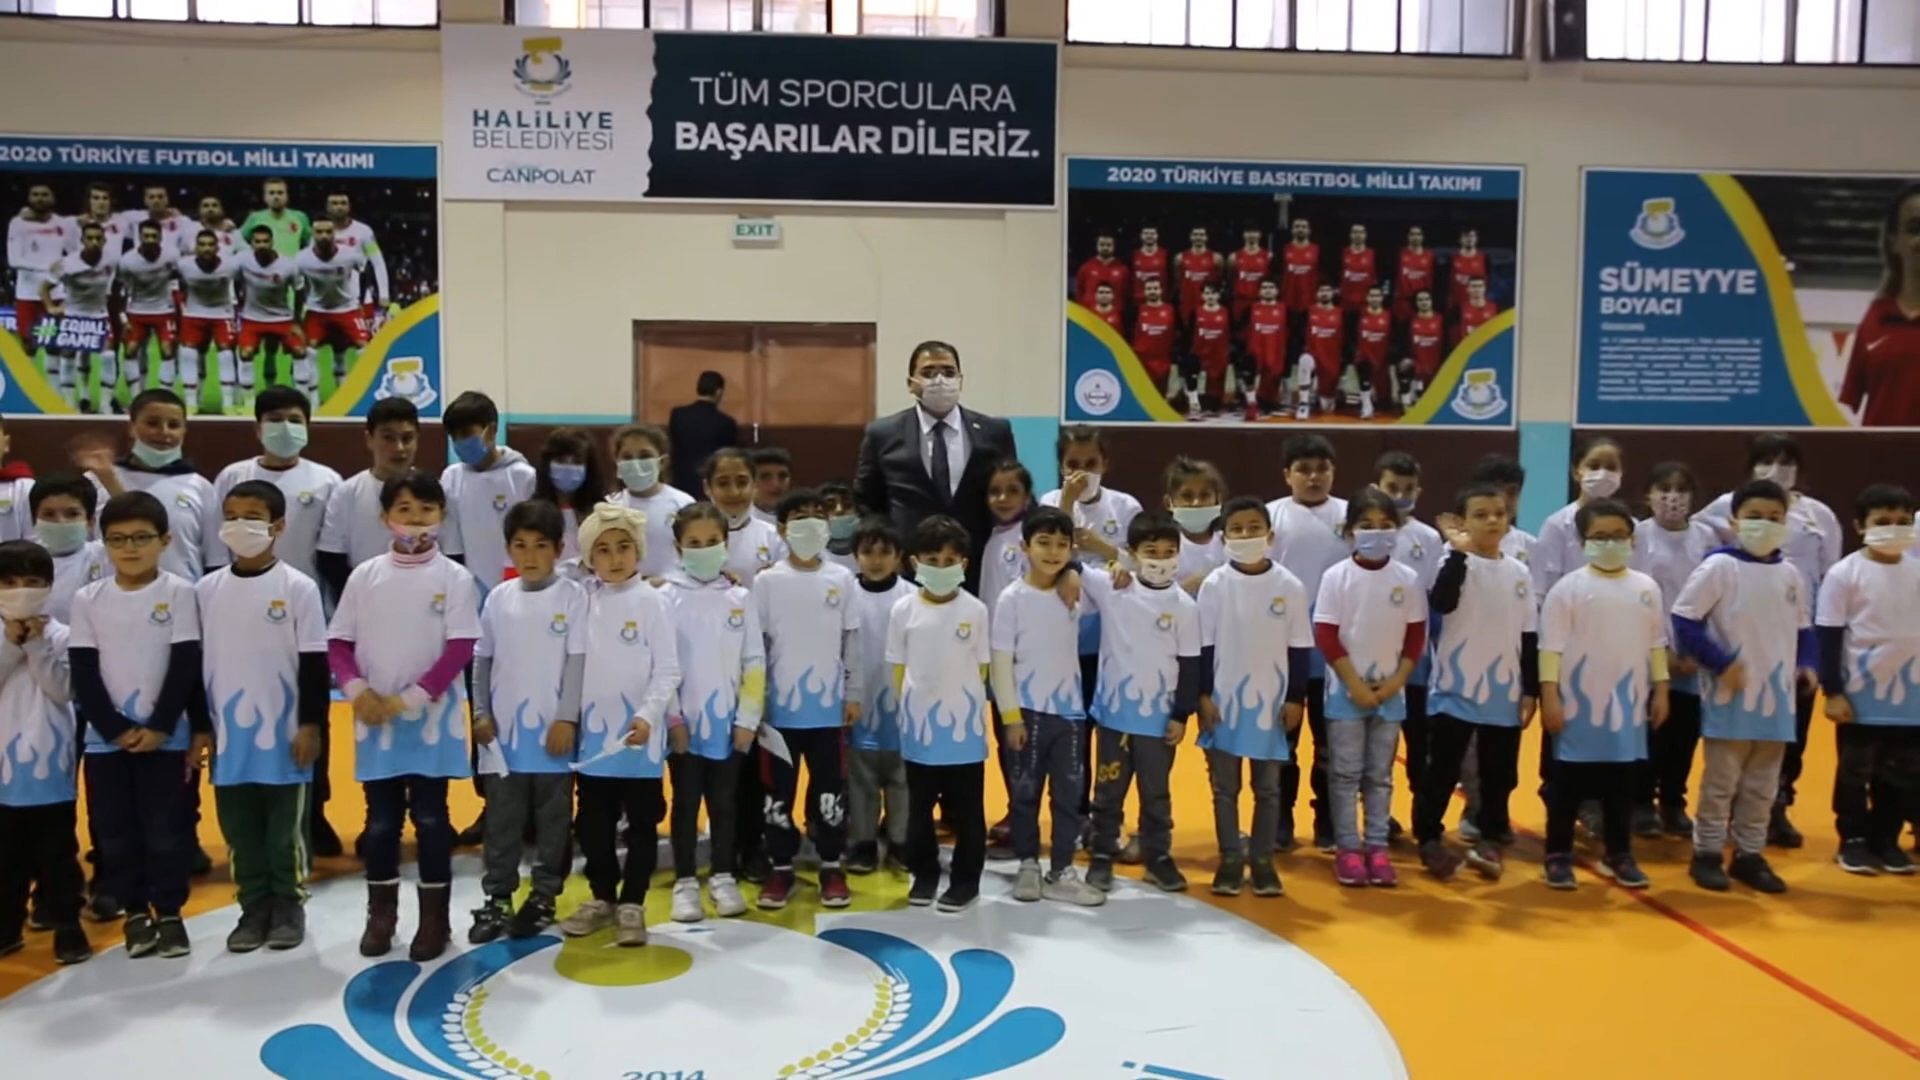 HALİLİYE
BELEDİYESİ
CANPOLAT
TÜM SPORCULARA
BAŞARILAR DİLERİZ.
2020 TÜRKİYE FUTBOL MİLLİ TAKIMI
EXIT
2020 TÜRKİYE BASKETBOL MİLLİ TAKIMI
SÜMEYYE
BOYACI
#EQUAL
GAME
2014